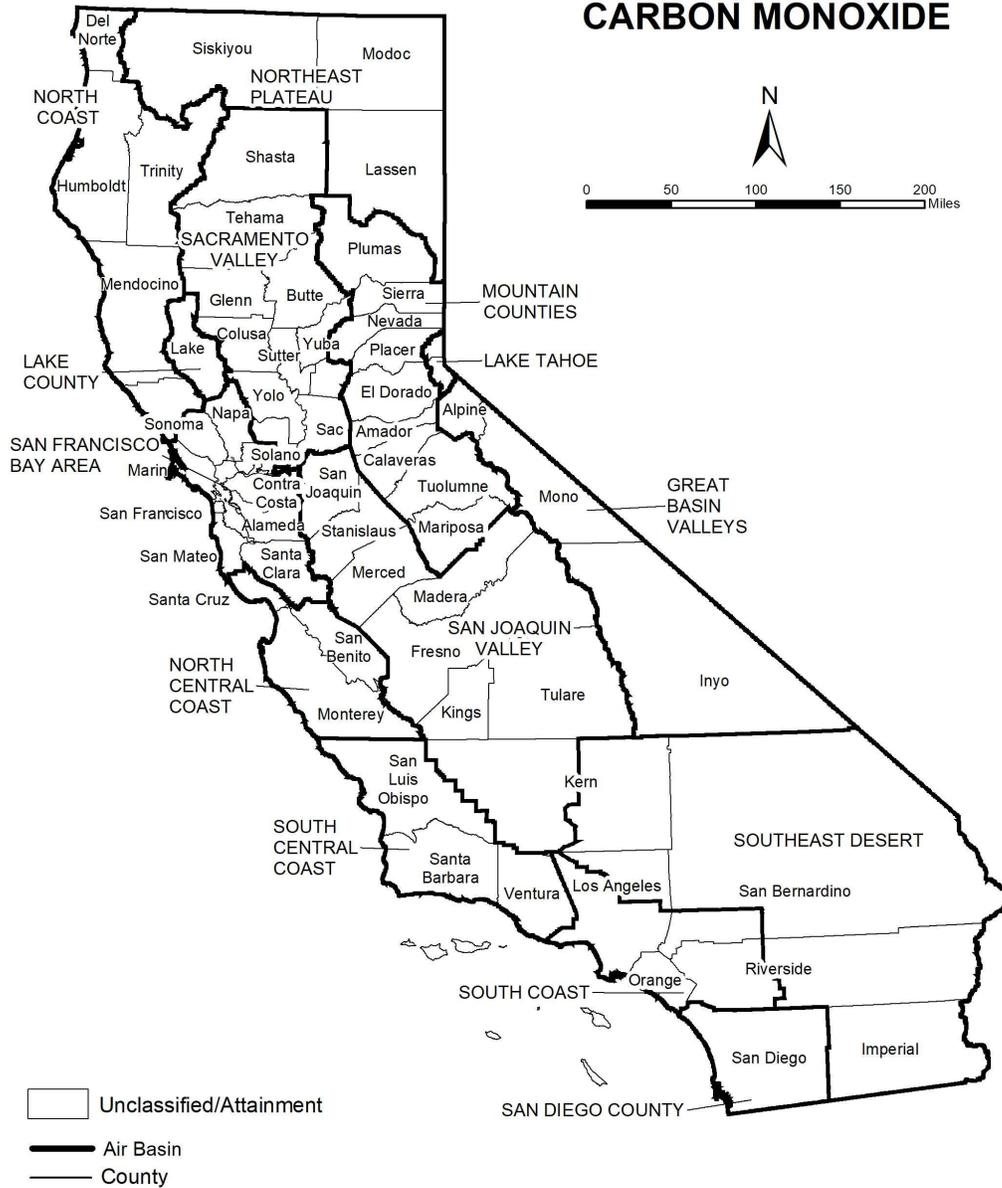 CARBON MONOXIDE
Del
Norte
Siskiyou
Modoc
NORTHEAST
PLATEAU
NORTH
COAST
N
Shasta
Lassen
Trinity
Humboldt
0 50 100 150 200
Miles
Tehama
SACRAMENTO
VALLEY
Plumas
Mendocino
Glenn
Butte
Sierra
MOUNTAIN
COUNTIES
Nevada
Colusa
Yuba
Lake
Sutter
Placer
LAKE TAHOE
LAKE
COUNTY
Yolo
El Dorado
Napa
Alpine
Sonoma
Sac
Amador
SAN FRANCISCO
BAY AREA
Solano
Calaveras
Marin
San
Joaquin
Contra
Costa
Tuolumne
Mono
GREAT
BASIN
VALLEYS
San Francisco
Alameda
Stanislaus
Mariposa
San Mateo
Santa
Clara
Merced
Santa Cruz
Madera
SAN JOAQUIN
VALLEY
San
Benito
Fresno
NORTH
CENTRAL
COAST
Inyo
Tulare
Monterey
Kings
San
Luis
Obispo
Kern
SOUTH
CENTRAL
COAST
SOUTHEAST DESERT
Santa
Barbara
Ventura
Los Angeles
San Bernardino
Orange
Riverside
SOUTH COAST
San Diego
Imperial
SAN DIEGO COUNTY
Unclassified/Attainment
Air Basin
County